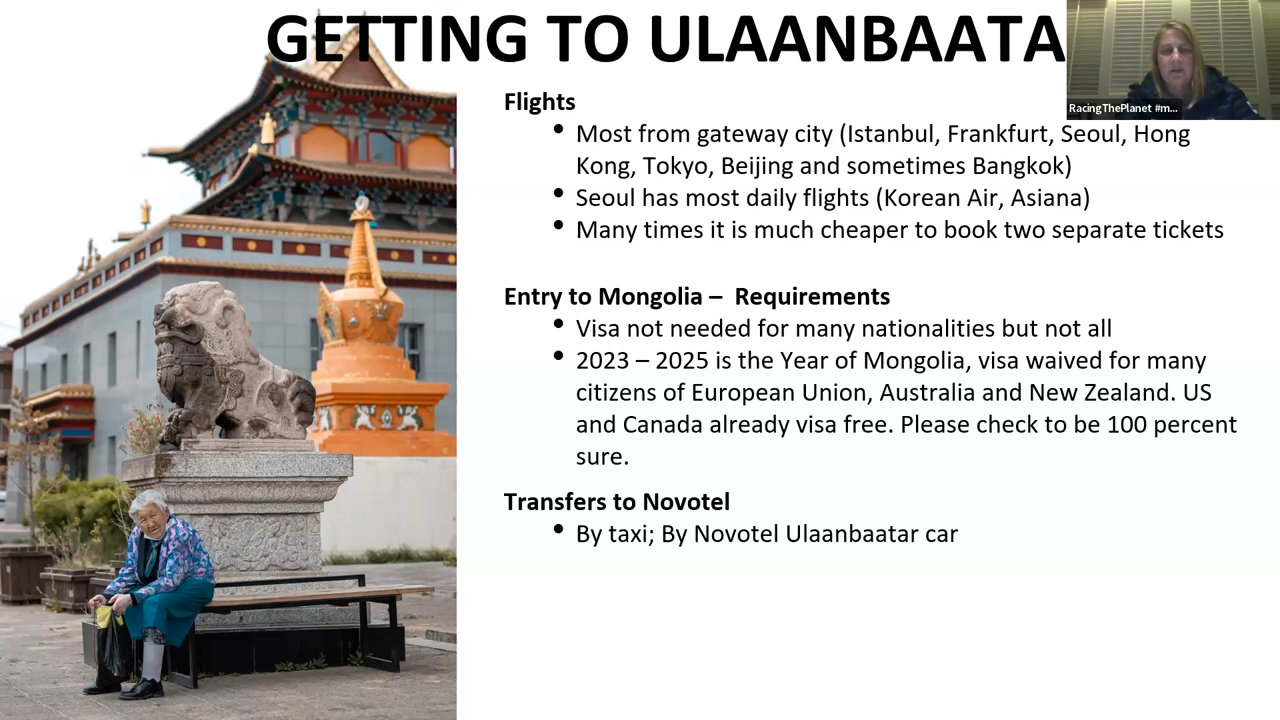 GETTING TO ULAANBAATA
RacingThePlanet #m...
Flights
• Most from gateway city (Istanbul, Frankfurt, Seoul, Hong
Kong, Tokyo, Beijing and sometimes Bangkok)
• Seoul has most daily flights (Korean Air, Asiana)
• Many times it is much cheaper to book two separate tickets
Entry to Mongolia – Requirements
• Visa not needed for many nationalities but not all
• 2023 – 2025 is the Year of Mongolia, visa waived for many
citizens of European Union, Australia and New Zealand. US
and Canada already visa free. Please check to be 100 percent
sure.
Transfers to Novotel
• By taxi; By Novotel Ulaanbaatar car